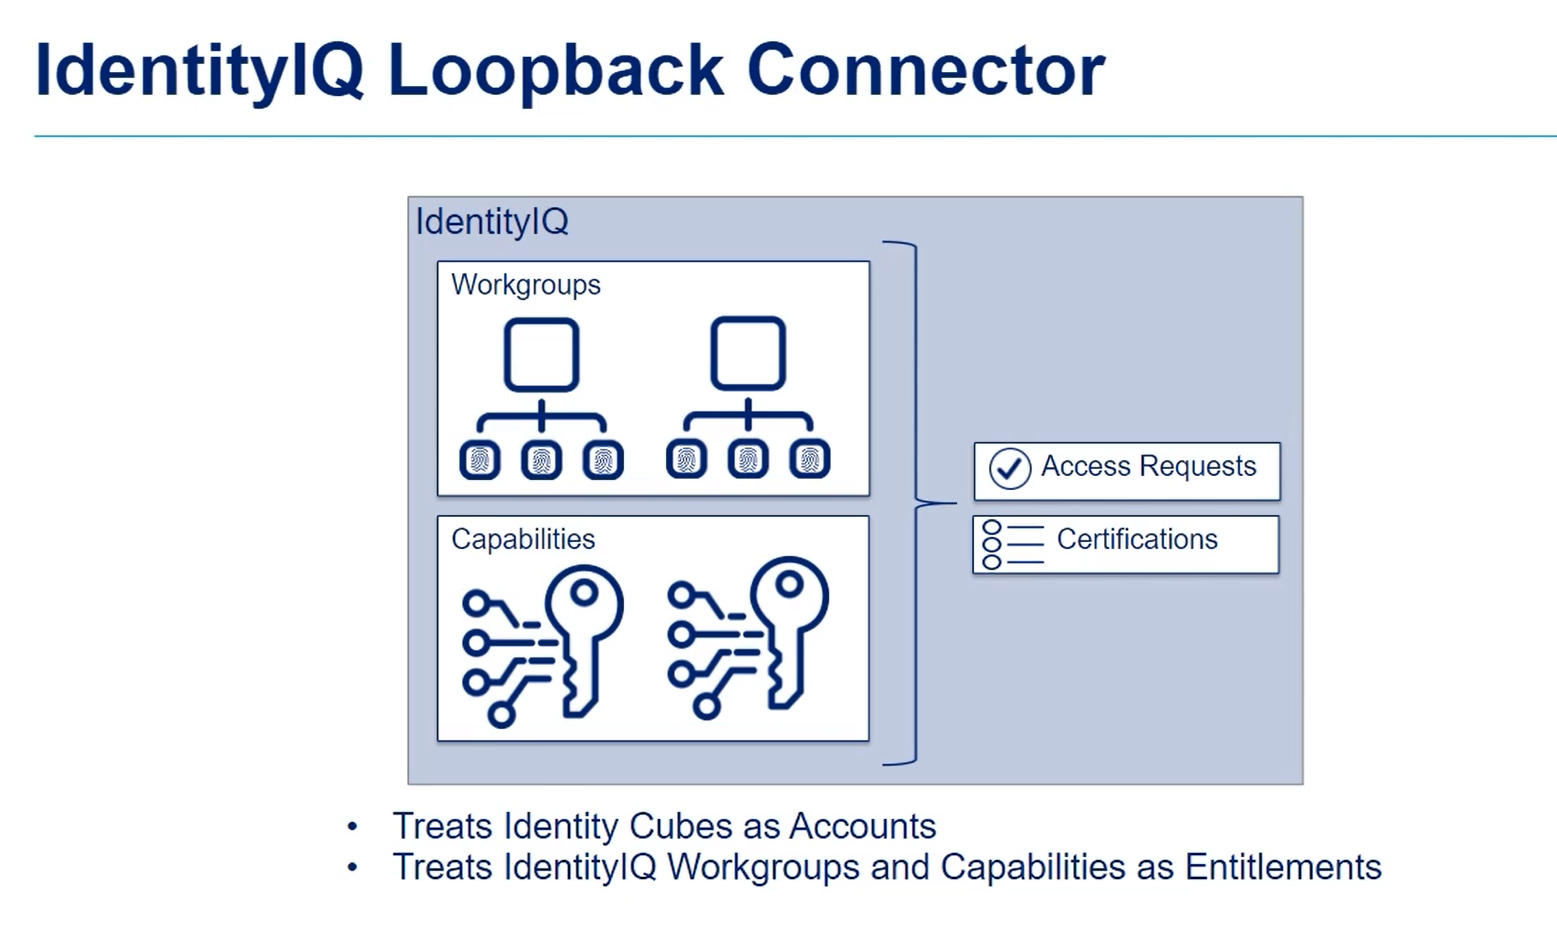 IdentityIQ Loopback Connector
IdentityIQ
Workgroups
Capabilities
Access Requests
Certifications
• Treats Identity Cubes as Accounts
• Treats IdentityIQ Workgroups and Capabilities as Entitlements